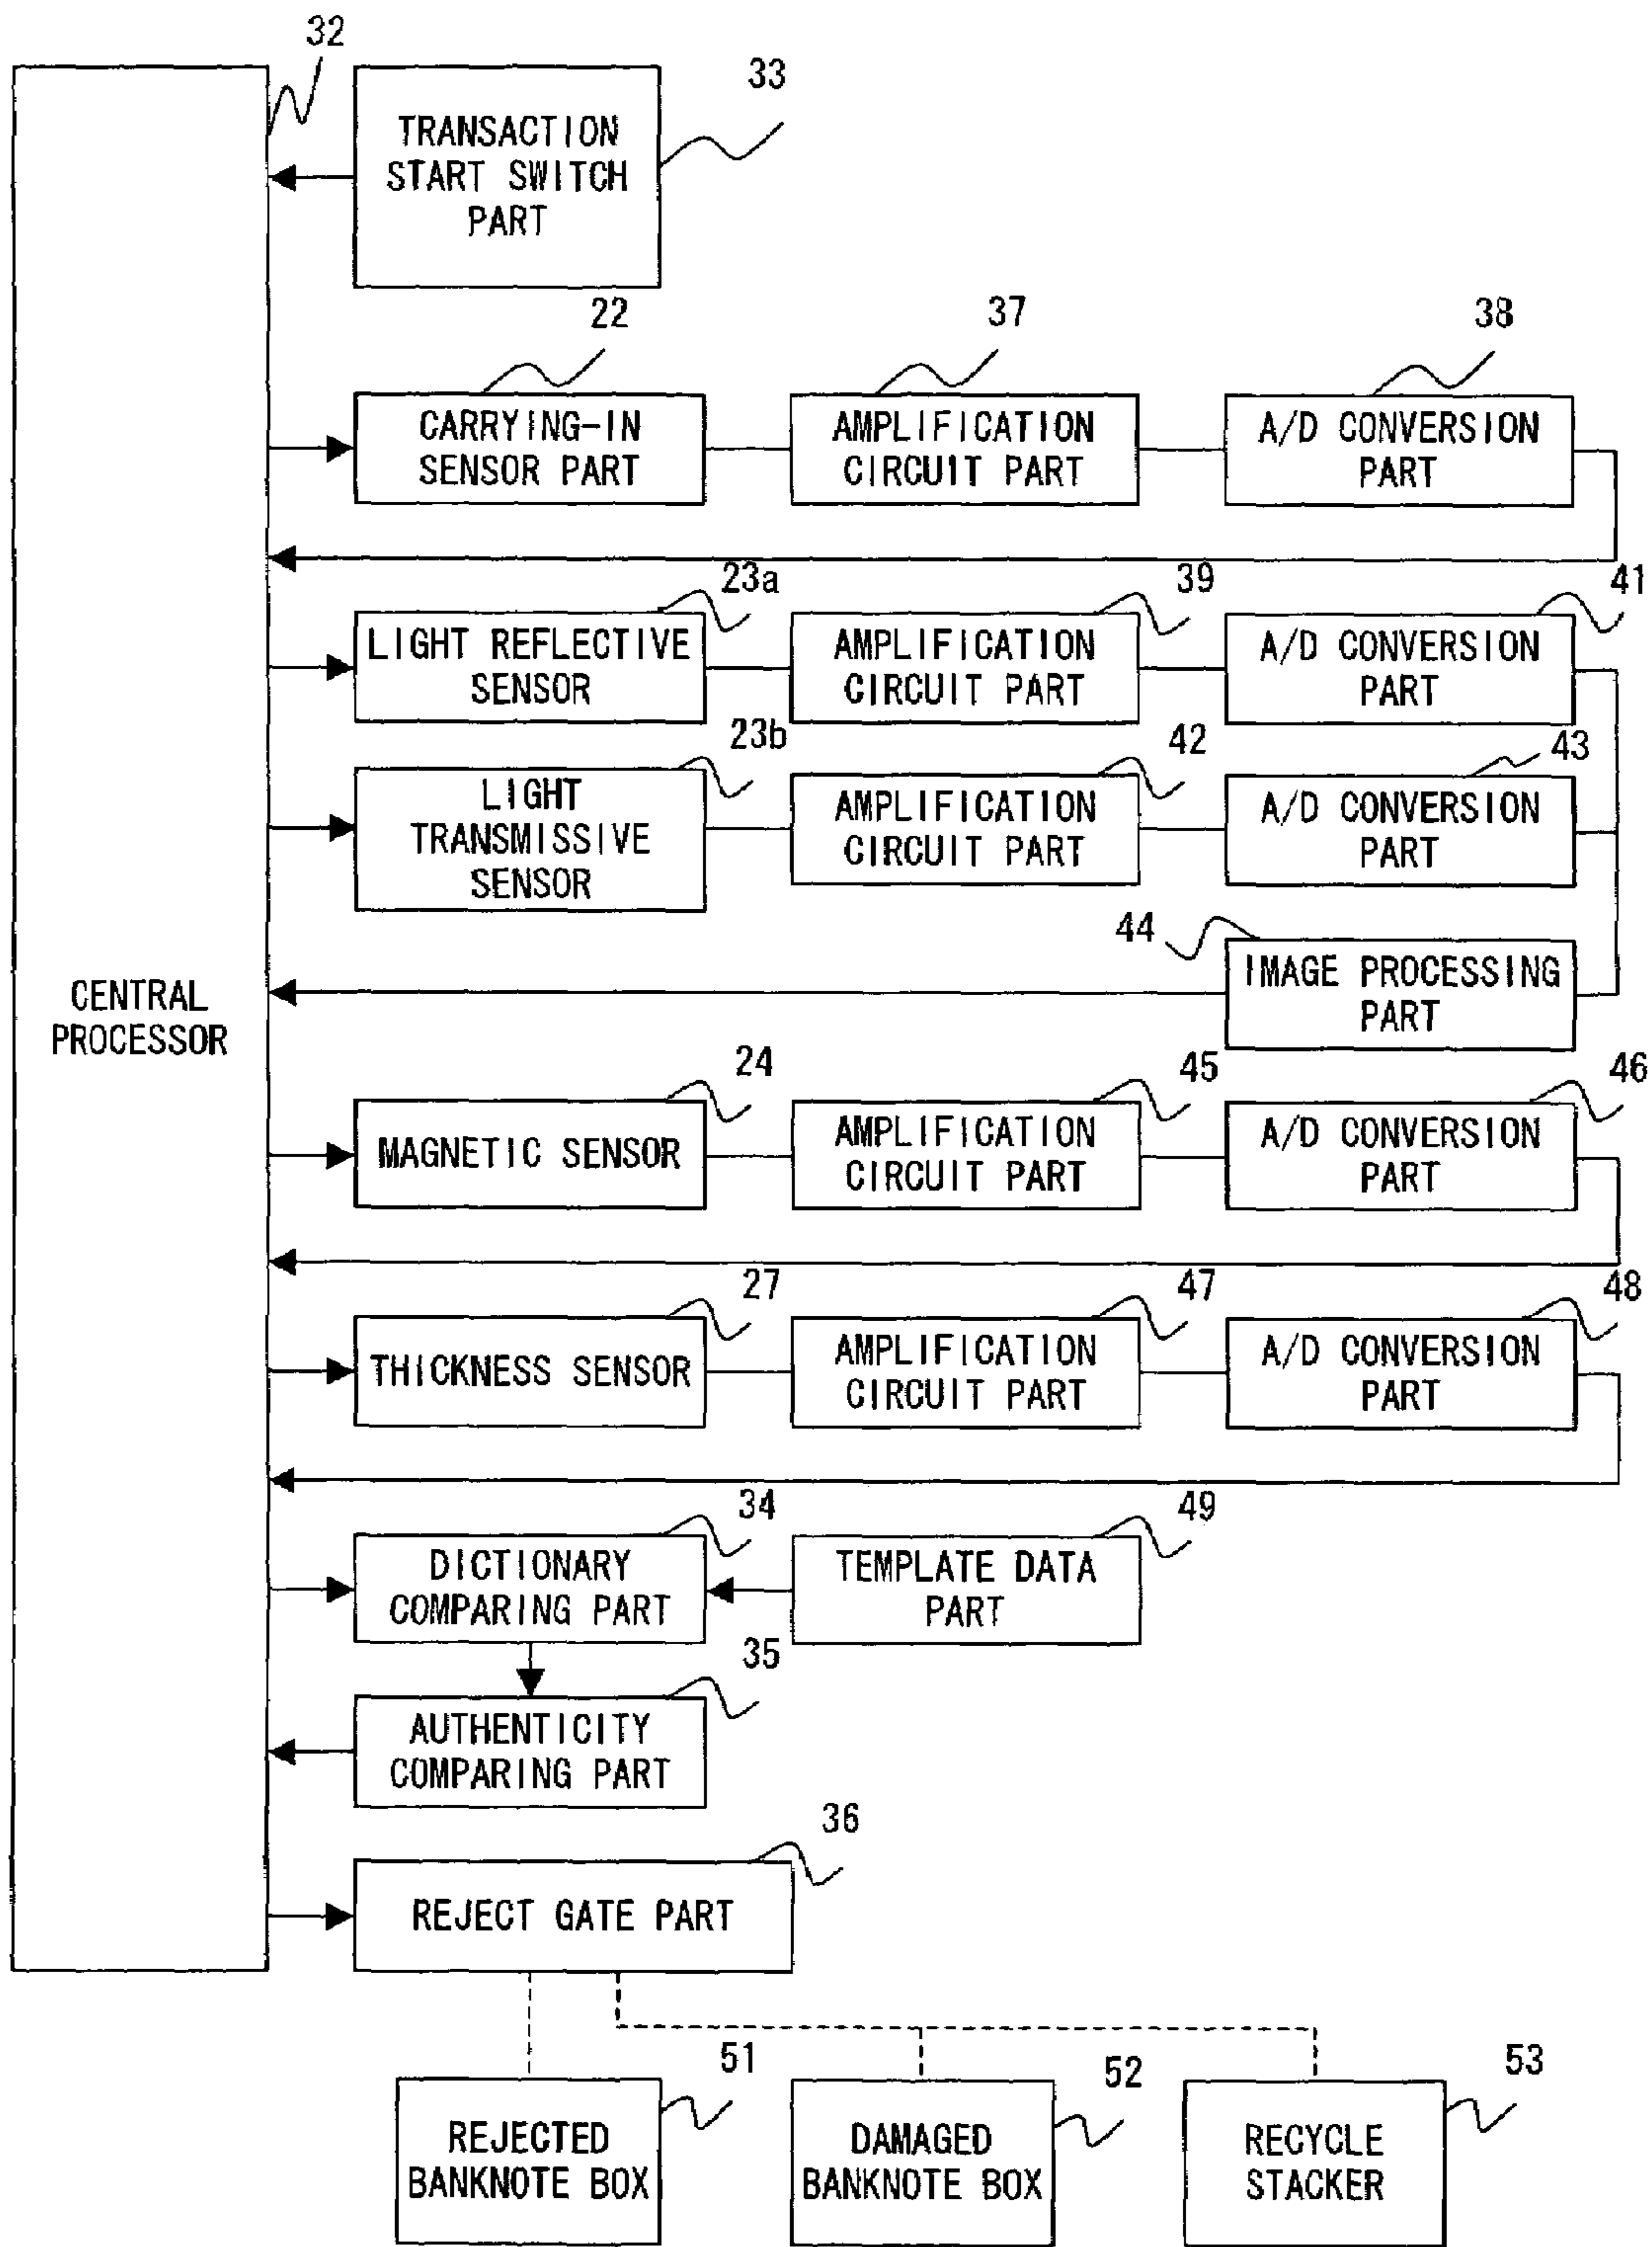 32
33
TRANSACTION
START SWITCH
PART
22
37
38
CARRYING-IN
SENSOR PART
AMPLIFICATION
CIRCUIT PART
A/D CONVERSION
PART
23a
39
41
LIGHT REFLECTIVE
SENSOR
AMPLIFICATION
CIRCUIT PART
A/D CONVERSION
PART
23b
42
43
LIGHT
TRANSMISSIVE
SENSOR
AMPLIFICATION
CIRCUIT PART
A/D CONVERSION
PART
44
IMAGE PROCESSING
PART
CENTRAL
PROCESSOR
24
45
46
MAGNETIC SENSOR
AMPLIFICATION
CIRCUIT PART
A/D CONVERSION
PART
27
47
48
THICKNESS SENSOR
AMPLIFICATION
CIRCUIT PART
A/D CONVERSION
PART
34
49
DICTIONARY
COMPARING PART
TEMPLATE DATA
PART
35
AUTHENTICITY
COMPARING PART
36
REJECT GATE PART
51
52
53
REJECTED
BANKNOTE BOX
DAMAGED
BANKNOTE BOX
RECYCLE
STACKER